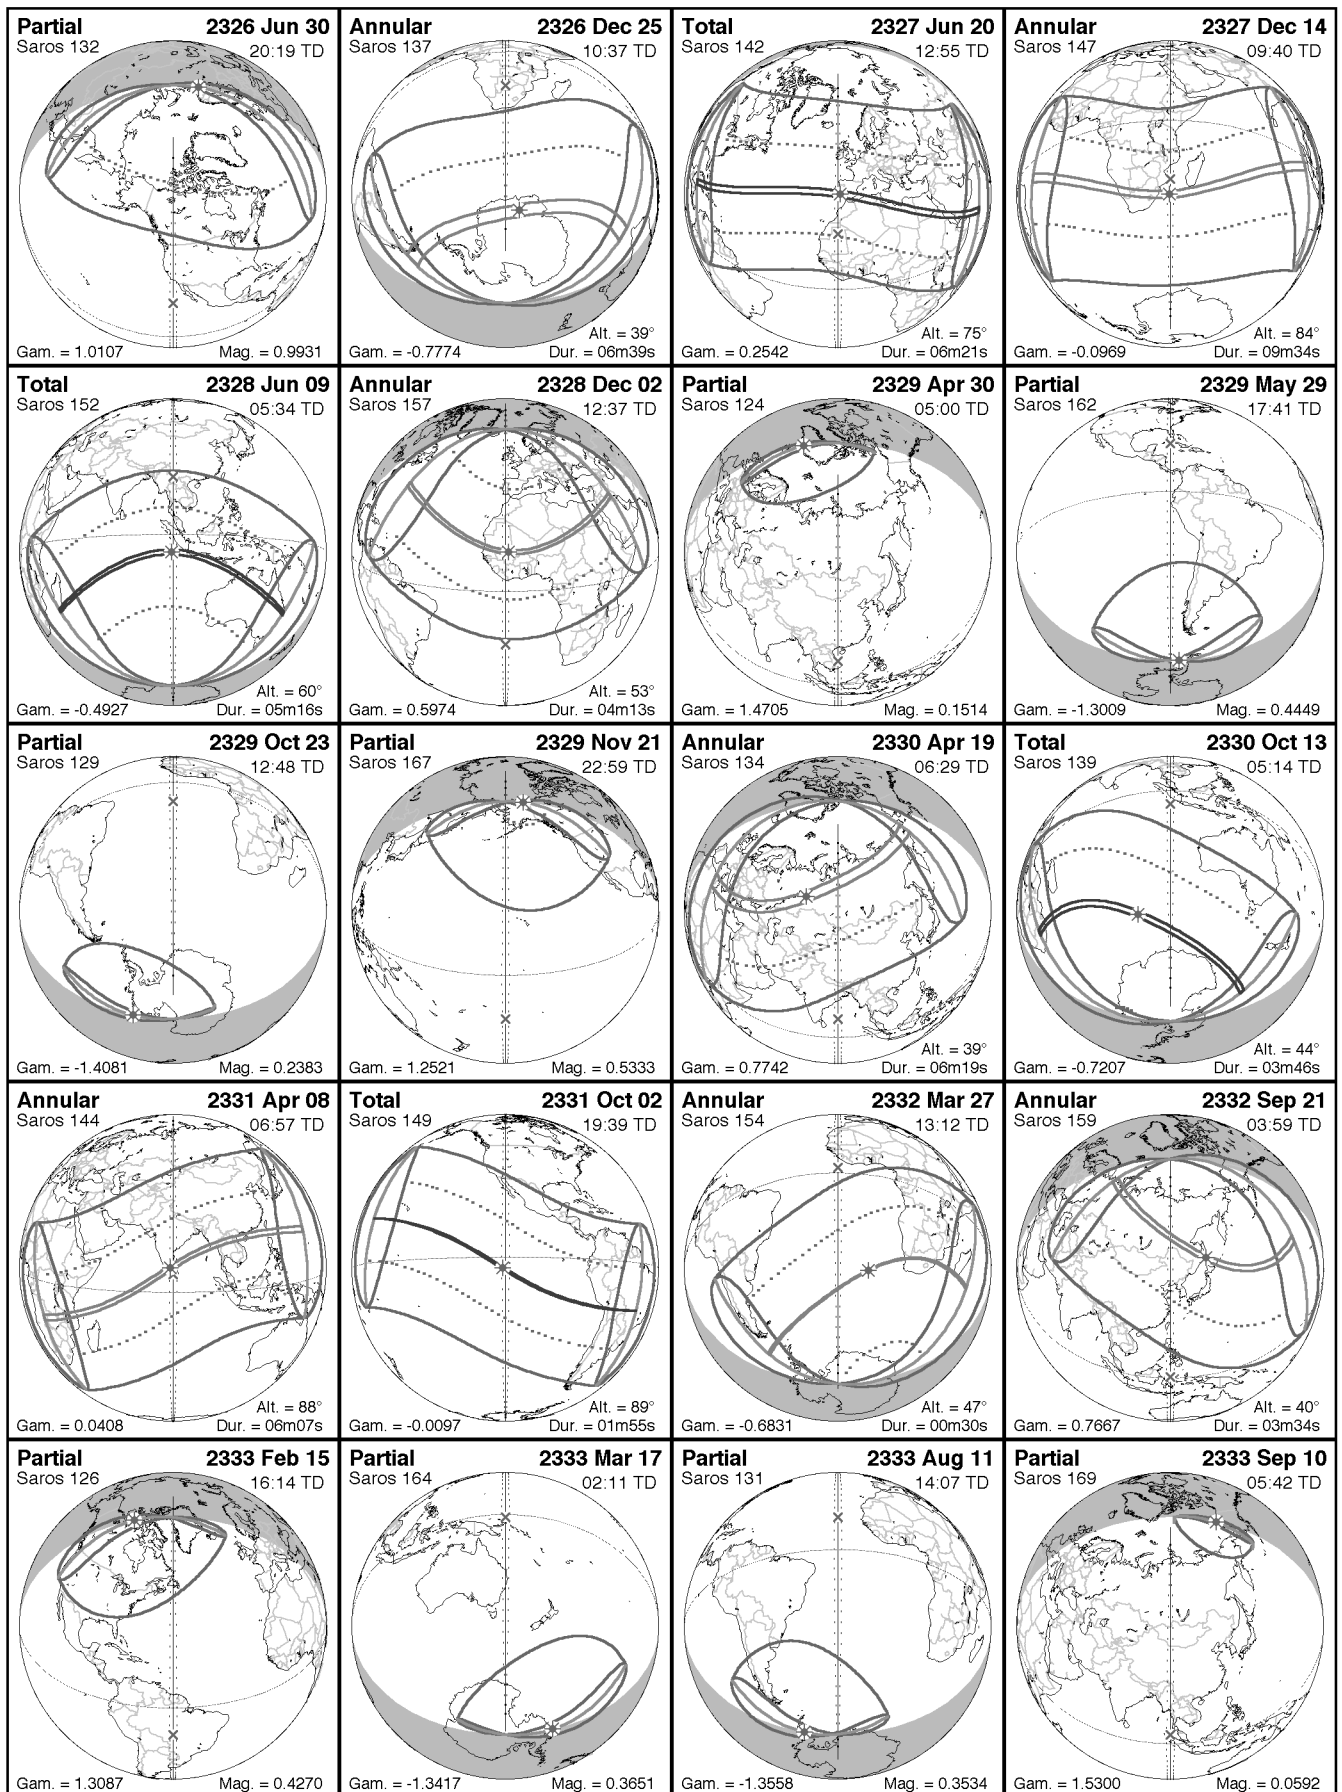 Partial 2326 Jun 30
Saros 132 20:19 TD
Gam. = 1.0107 Mag. = 0.9931
Annular 2326 Dec 25
Saros 137 10:37 TD
Alt. = 39°
Gam. = -0.7774 Dur. = 06m39s
Total 2327 Jun 20
Saros 142 12:55 TD
Alt. = 75°
Gam. = 0.2542 Dur. = 06m21s
Annular 2327 Dec 14
Saros 147 09:40 TD
Alt. = 84°
Gam. = -0.0969 Dur. = 09m34s
Total 2328 Jun 09
Saros 152 05:34 TD
Alt. = 60°
Gam. = -0.4927 Dur. = 05m16s
Annular 2328 Dec 02
Saros 157 12:37 TD
Alt. = 53°
Gam. = 0.5974 Dur. = 04m13s
Partial 2329 Apr 30
Saros 124 05:00 TD
Gam. = 1.4705 Mag. = 0.1514
Partial 2329 May 29
Saros 162 17:41 TD
Gam. = -1.3009 Mag. = 0.4449
Partial 2329 Oct 23
Saros 129 12:48 TD
Gam. = -1.4081 Mag. = 0.2383
Partial 2329 Nov 21
Saros 167 22:59 TD
Gam. = 1.2521 Mag. = 0.5333
Annular 2330 Apr 19
Saros 134 06:29 TD
Alt. = 39°
Gam. = 0.7742 Dur. = 06m19s
Total 2330 Oct 13
Saros 139 05:14 TD
Alt. = 44°
Gam. = -0.7207 Dur. = 03m46s
Annular 2331 Apr 08
Saros 144 06:57 TD
Alt. = 88°
Gam. = 0.0408 Dur. = 06m07s
Total 2331 Oct 02
Saros 149 19:39 TD
Alt. = 89°
Gam. = -0.0097 Dur. = 01m55s
Annular 2332 Mar 27
Saros 154 13:12 TD
Alt. = 47°
Gam. = -0.6831 Dur. = 00m30s
Annular 2332 Sep 21
Saros 159 03:59 TD
Alt. = 40°
Gam. = 0.7667 Dur. = 03m34s
Partial 2333 Feb 15
Saros 126 16:14 TD
Gam. = 1.3087 Mag. = 0.4270
Partial 2333 Mar 17
Saros 164 02:11 TD
Gam. = -1.3417 Mag. = 0.3651
Partial 2333 Aug 11
Saros 131 14:07 TD
Gam. = -1.3558 Mag. = 0.3534
Partial 2333 Sep 10
Saros 169 05:42 TD
Gam. = 1.5300 Mag. = 0.0592